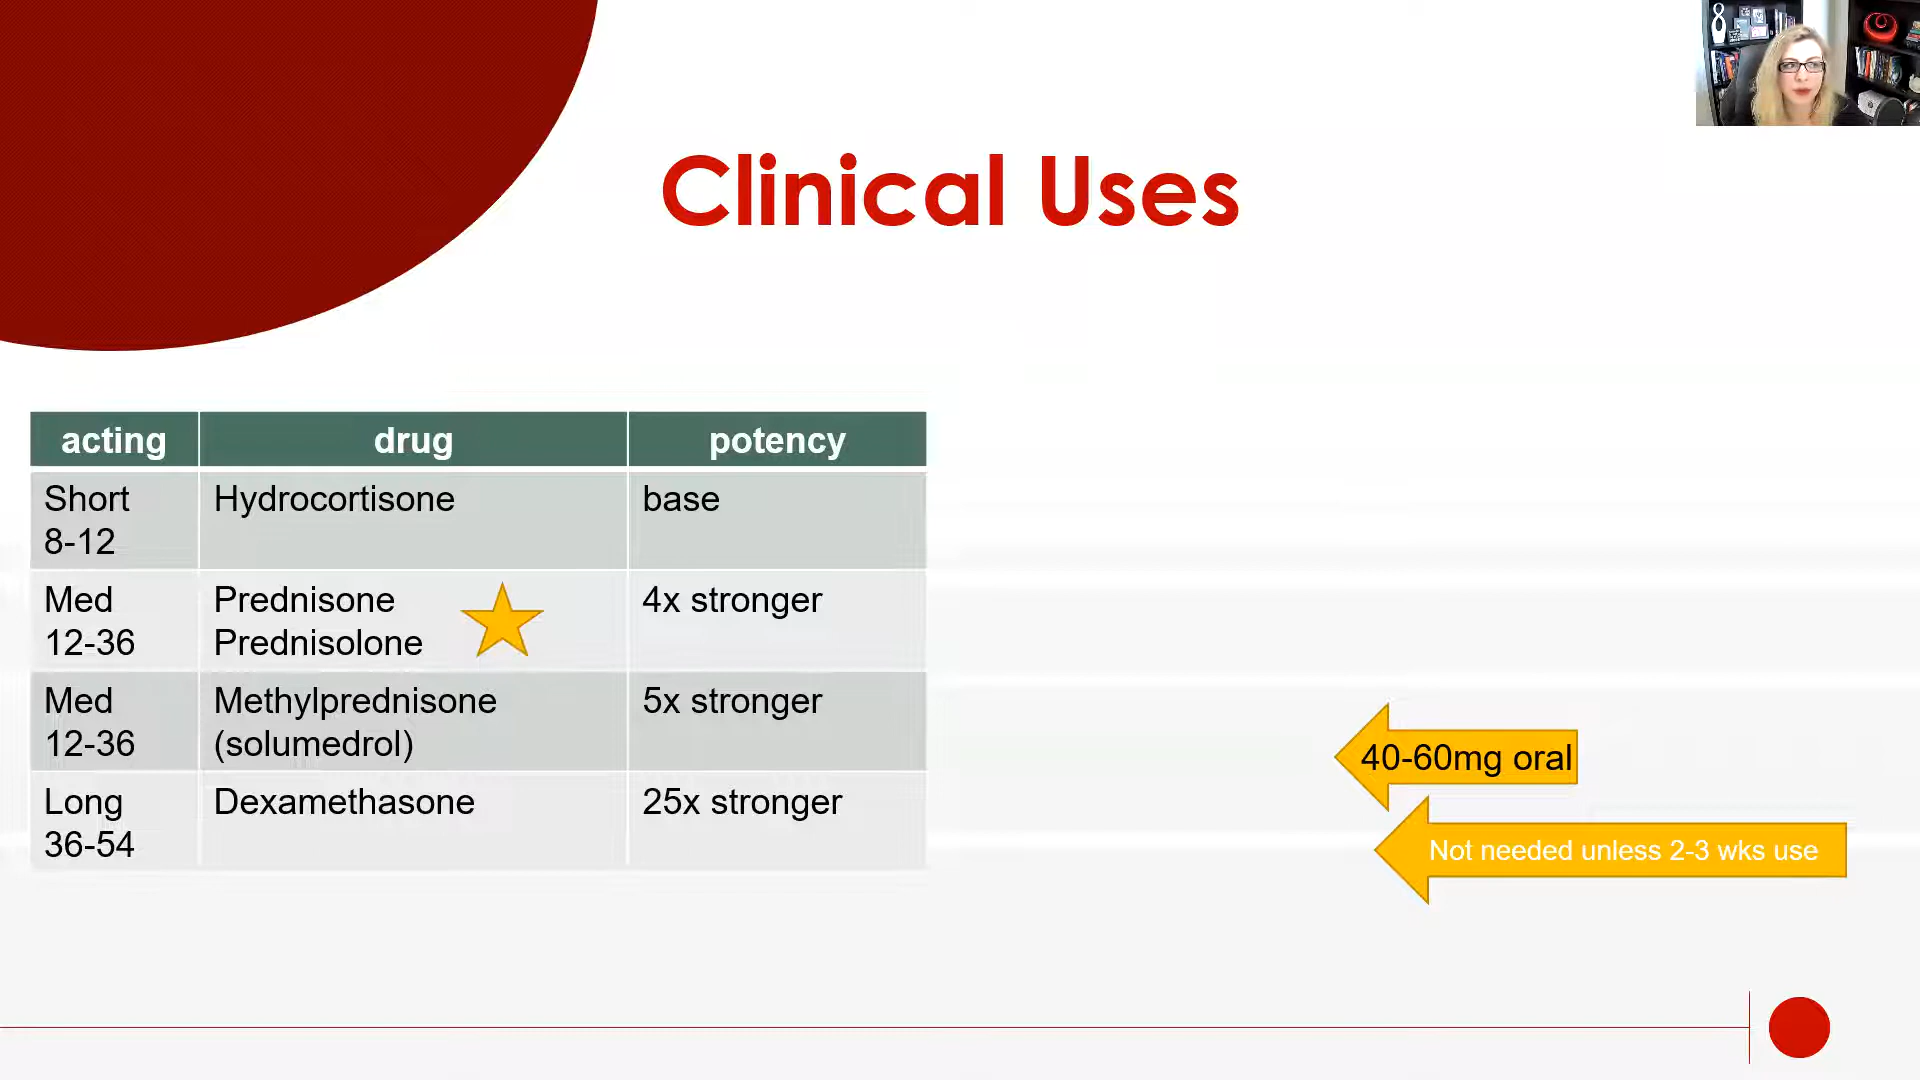 Clinical Uses
acting drug potency
Short Hydrocortisone base
8-12
Med Prednisone 4x stronger
12-36 Prednisolone
Med Methylprednisone 5x stronger
12-36 (solumedrol)
Long Dexamethasone 25x stronger
36-54
40-60mg oral
Not needed unless 2-3 wks use